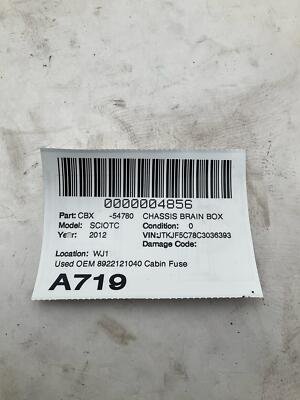 0000004856
Part: CBX -54780 CHASSIS BRAIN BOX
Model: SCIOTC Condition: 0
Year: 2012 VIN:JTKJF5C78C3036393
Damage Code:
Location: WJ1
Used OEM 8922121040 Cabin Fuse
A719